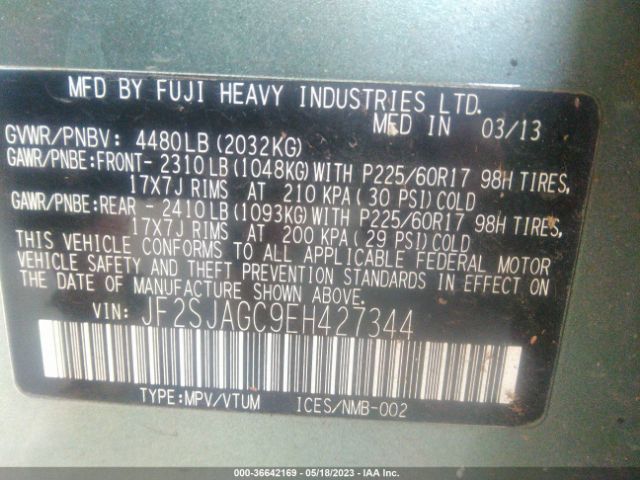 MFD BY FUJI HEAVY INDUSTRIES LTD.
MED IN 03/13
GVWR/PNBV: 4480LB (2032KG)
GAWR/PNBE:FRONT- 2310LB(1048KG)WITH P225/60R17 98H TIRES,
17X7J RIMS AT 210 KPA(30 PSI)COLD
GAWR/PNBE:REAR - 2410LB(1093KG)WITH P225/60R17 98H TIRES,
17X7J RIMS AT 200 KPA(29 PSI)COLD
THIS VEHICLE CONFORMS TO ALL APPLICABLE FEDERAL MOTOR
VEHICLE SAFETY AND THEFT PREVENTION STANDARDS IN EFFECT ON
THE DATE OF MANUFACTURE SHOWN ABOVE.
VIN: JF2SJAGC9EH427344
TYPE:MPV/VTUM ICES/NMB-002
000-36642169 - 05/18/2023 - IAA Inc.